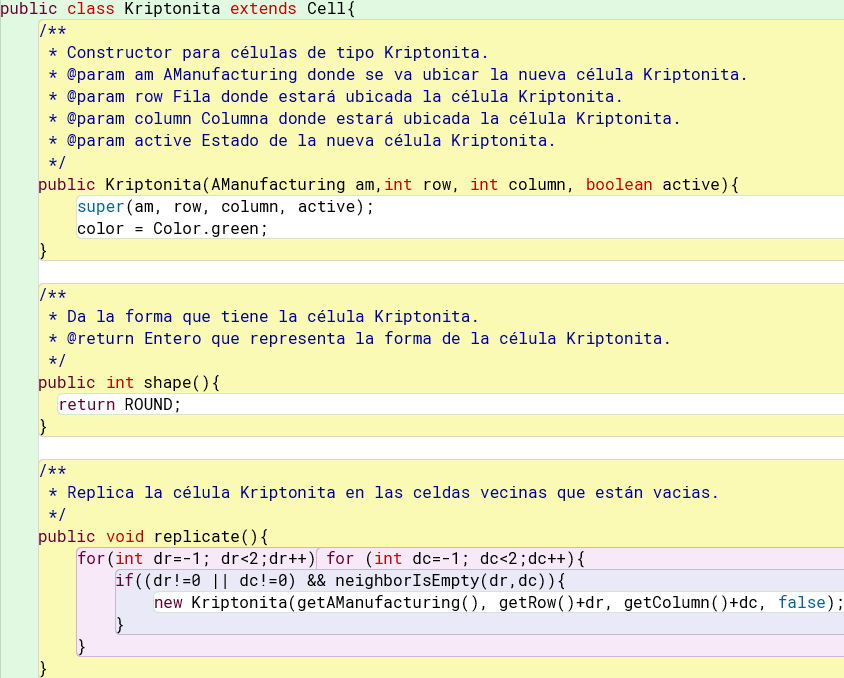 public class Kriptonita extends Cell{
/**
* Constructor para células de tipo Kriptonita.
* @param am AManufacturing donde se va ubicar la nueva célula Kriptonita.
* @param row Fila donde estará ubicada la célula Kriptonita.
* @param column Columna donde estará ubicada la célula Kriptonita.
* @param active Estado de la nueva célula Kriptonita.
*/
public Kriptonita(AManufacturing am,int row, int column, boolean active){
super(am, row, column, active);
color = Color.green;
}
/**
* Da la forma que tiene la célula Kriptonita.
* @return Entero que representa la forma de la célula Kriptonita.
*/
public int shape(){
return ROUND;
}
/**
* Replica la célula Kriptonita en las celdas vecinas que están vacias.
*/
public void replicate(){
for(int dr=-1; dr<2;dr++) for (int dc=-1; dc<2;dc++){
if((dr!=0 || dc!=0) && neighborIsEmpty(dr,dc)){
new Kriptonita(getAManufacturing(), getRow()+dr, getColumn()+dc, false);
}
}
}